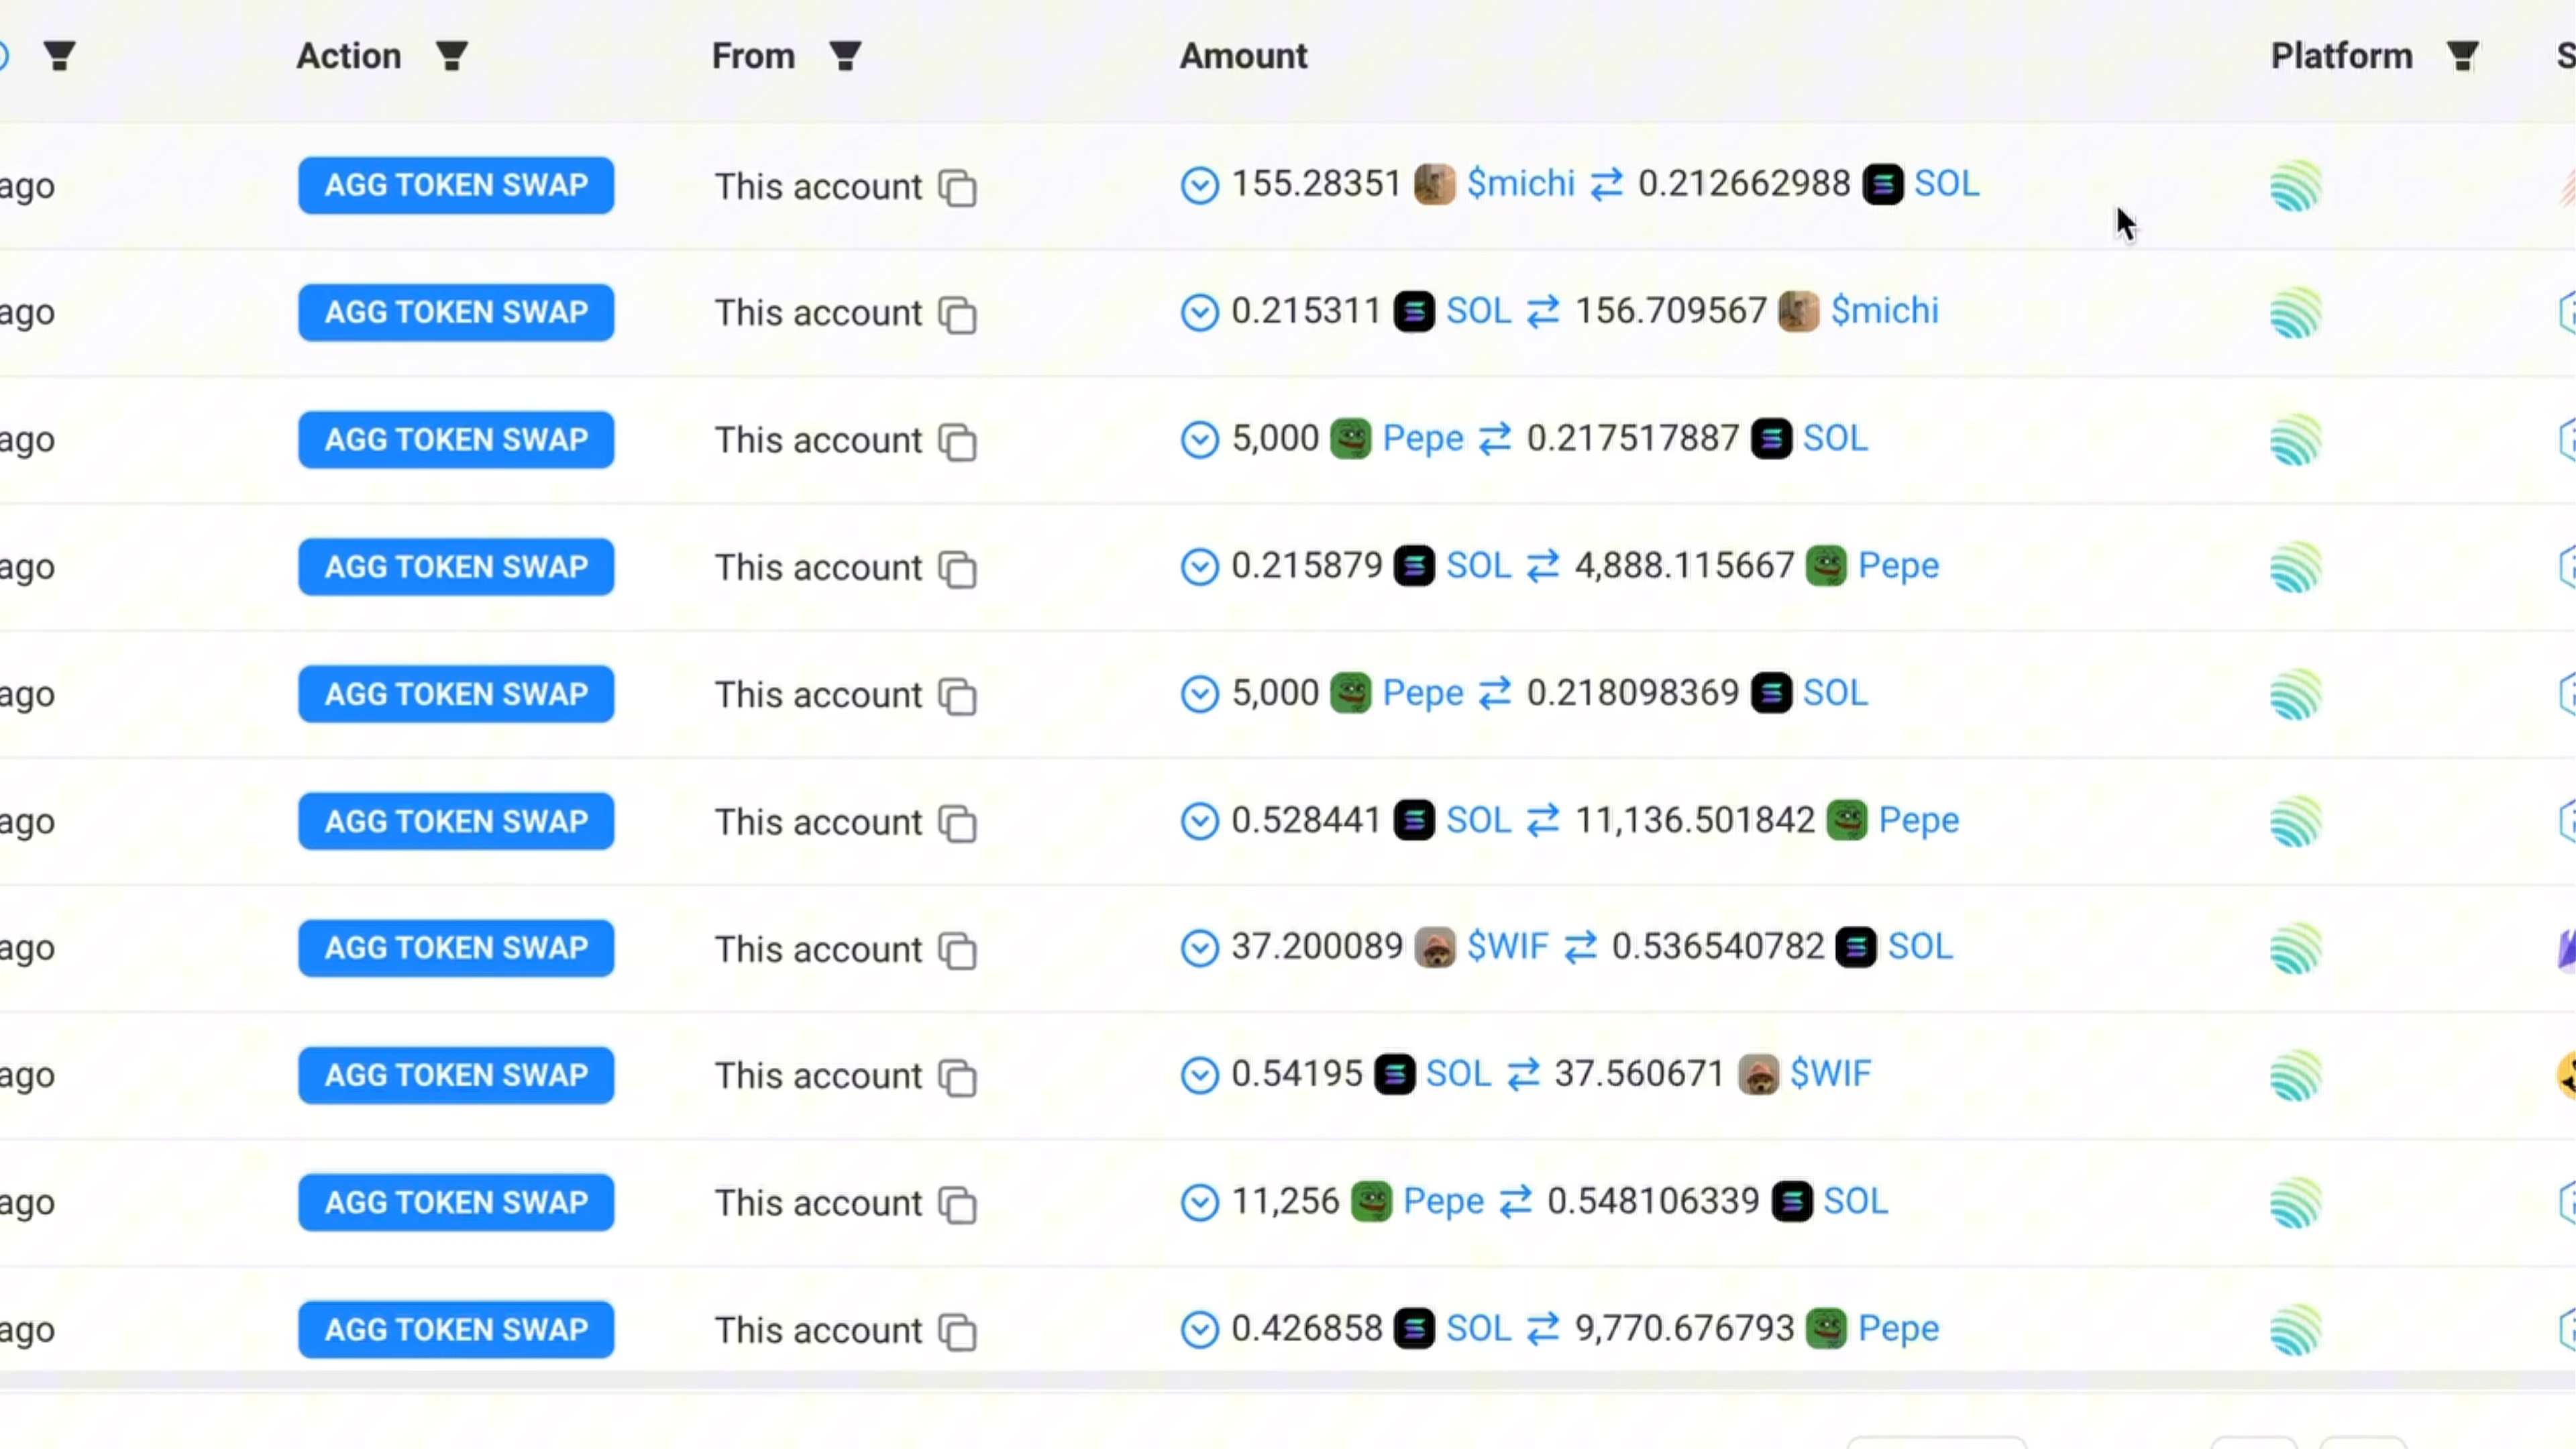 Action From Amount Platform S
ago AGG TOKEN SWAP This account 155.28351 $michi 0.212662988 SOL
ago AGG TOKEN SWAP This account 0.215311 SOL 156.709567 $michi
ago AGG TOKEN SWAP This account 5,000 Pepe 0.217517887 SOL
ago AGG TOKEN SWAP This account 0.215879 SOL 4,888.115667 Pepe
ago AGG TOKEN SWAP This account 5,000 Pepe 0.218098369 SOL
ago AGG TOKEN SWAP This account 0.528441 SOL 11,136.501842 Pepe
ago AGG TOKEN SWAP This account 37.200089 $WIF 0.536540782 SOL
ago AGG TOKEN SWAP This account 0.54195 SOL 37.560671 $WIF
ago AGG TOKEN SWAP This account 11,256 Pepe 0.548106339 SOL
ago AGG TOKEN SWAP This account 0.426858 SOL 9,770.676793 Pepe